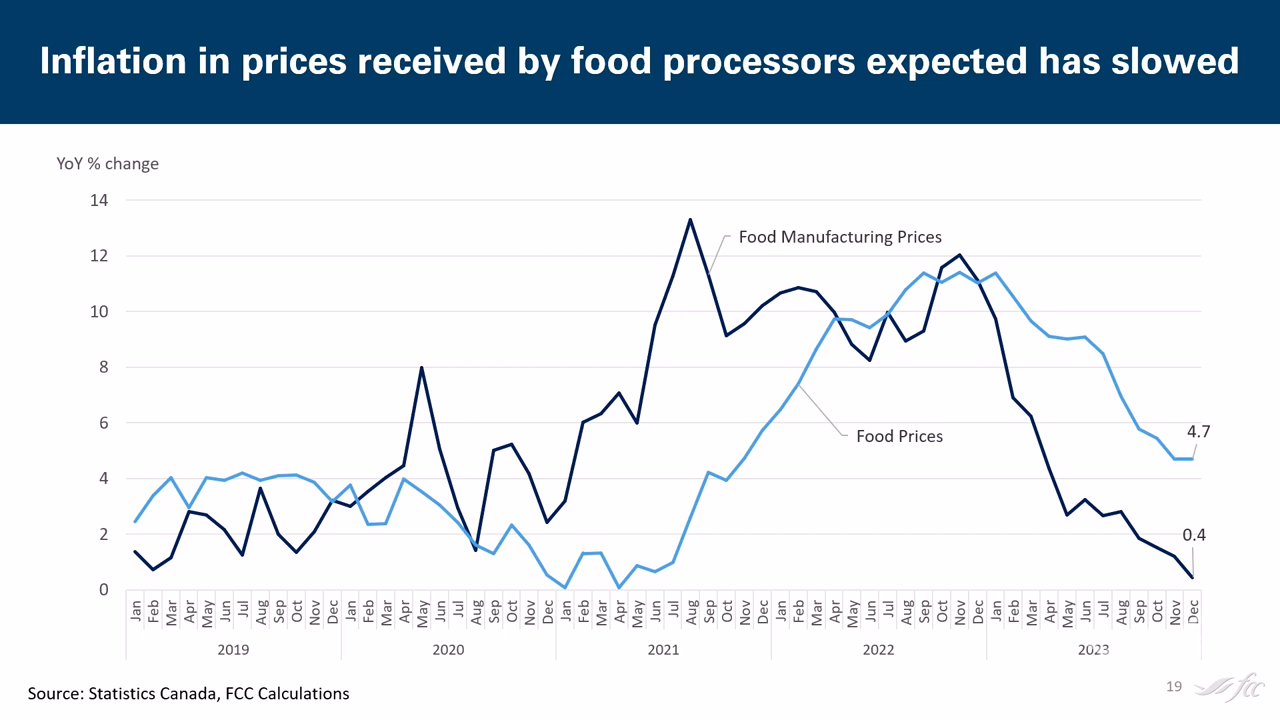 Inflation in prices received by food processors expected has slowed
YoY % change
14
12
10
8
6
4
2
0
Food Manufacturing Prices
Food Prices
4.7
0.4
Jan Feb Mar Apr May Jun Jul Aug Sep Oct Nov Dec Jan Feb Mar Apr May Jun Jul Aug Sep Oct Nov Dec Jan Feb Mar Apr May Jun Jul Aug Sep Oct Nov Dec Jan Feb Mar Apr May Jun Jul Aug Sep Oct Nov Dec Jan Feb Mar Apr May Jun Jul Aug Sep Oct Nov Dec
2019 2020 2021 2022 2023
Source: Statistics Canada, FCC Calculations
19 fcc